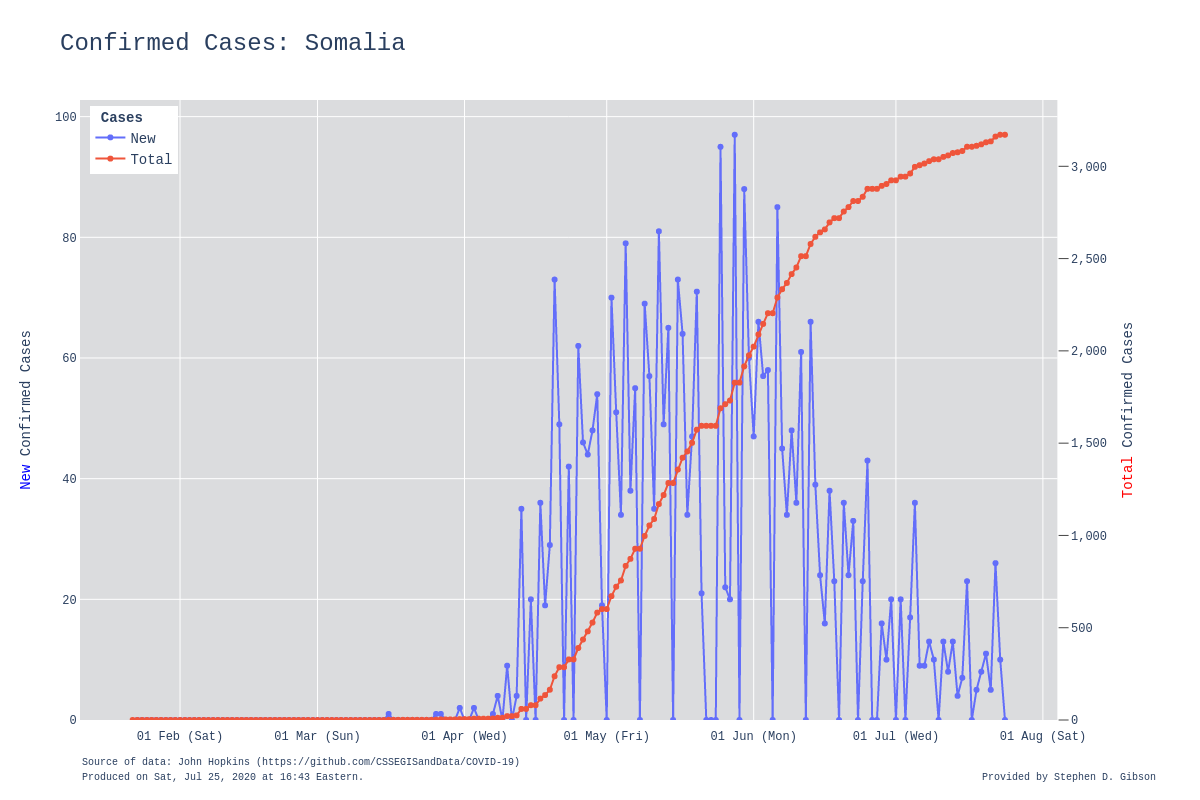 Confirmed Cases: Somalia
Cases
New
Total
100
80
60
40
20
0
3,000
2,500
2,000
1,500
1,000
500
0
New Confirmed Cases
Total Confirmed Cases
01 Feb (Sat)
01 Mar (Sun)
01 Apr (Wed)
01 May (Fri)
01 Jun (Mon)
01 Jul (Wed)
01 Aug (Sat)
Source of data: John Hopkins (https://github.com/CSSEGISandData/COVID-19)
Produced on Sat, Jul 25, 2020 at 16:43 Eastern.
Provided by Stephen D. Gibson